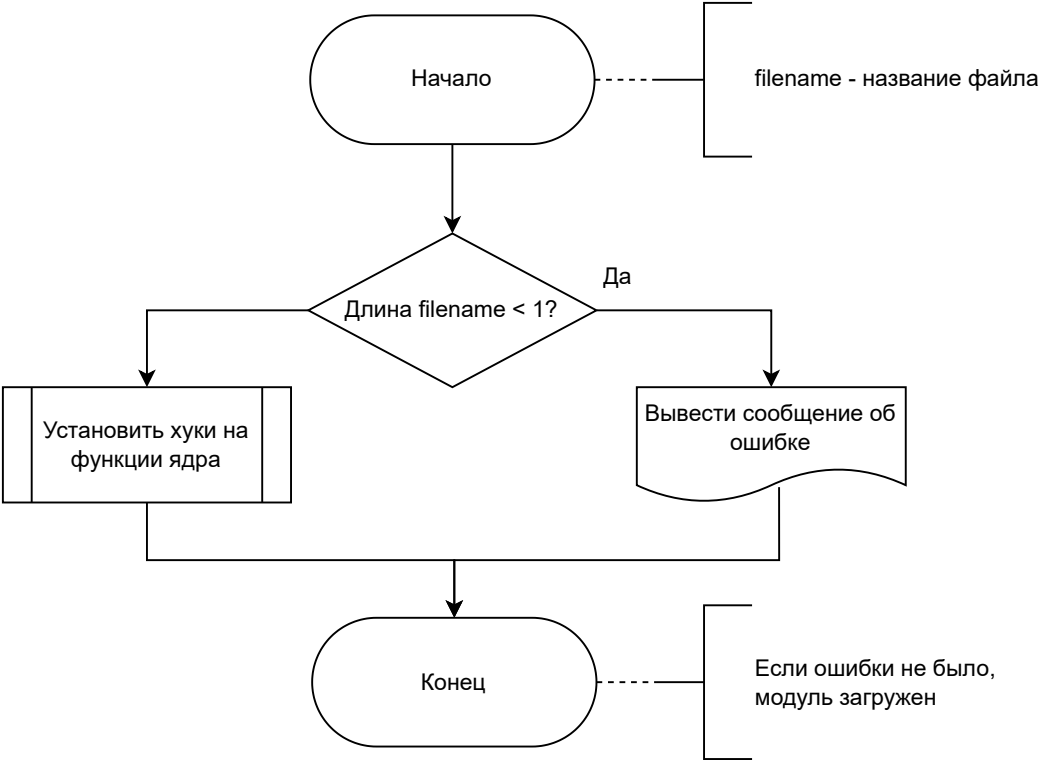 Начало
filename - название файла
Да
Длина filename < 1?
Установить хуки на
функции ядра
Вывести сообщение об
ошибке
Конец
Если ошибки не было,
модуль загружен